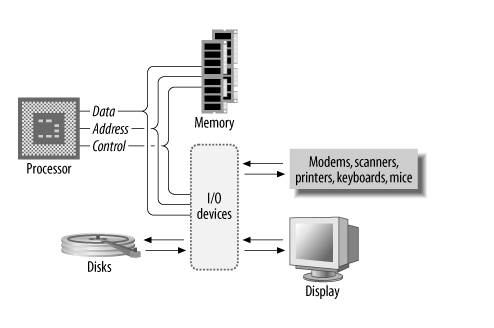 Memory
Data
Address
Control
Processor
I/O
devices
Modems, scanners,
printers, keyboards, mice
Disks
Display